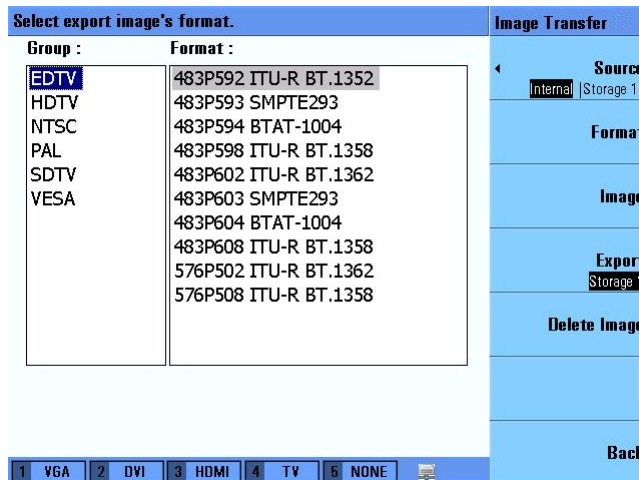 Select export image's format.
Image Transfer
Group :
Format :
EDTV
HDTV
NTSC
PAL
SDTV
VESA
483P592 ITU-R BT.1352
483P593 SMPTE293
483P594 BTAT-1004
483P598 ITU-R BT.1358
483P602 ITU-R BT.1362
483P603 SMPTE293
483P604 BTAT-1004
483P608 ITU-R BT.1358
576P502 ITU-R BT.1362
576P508 ITU-R BT.1358
Source
Internal |Storage 1
Format
Image
Export
Storage 1
Delete Image
Back
1 VGA 2 DVI 3 HDMI 4 TV 5 NONE